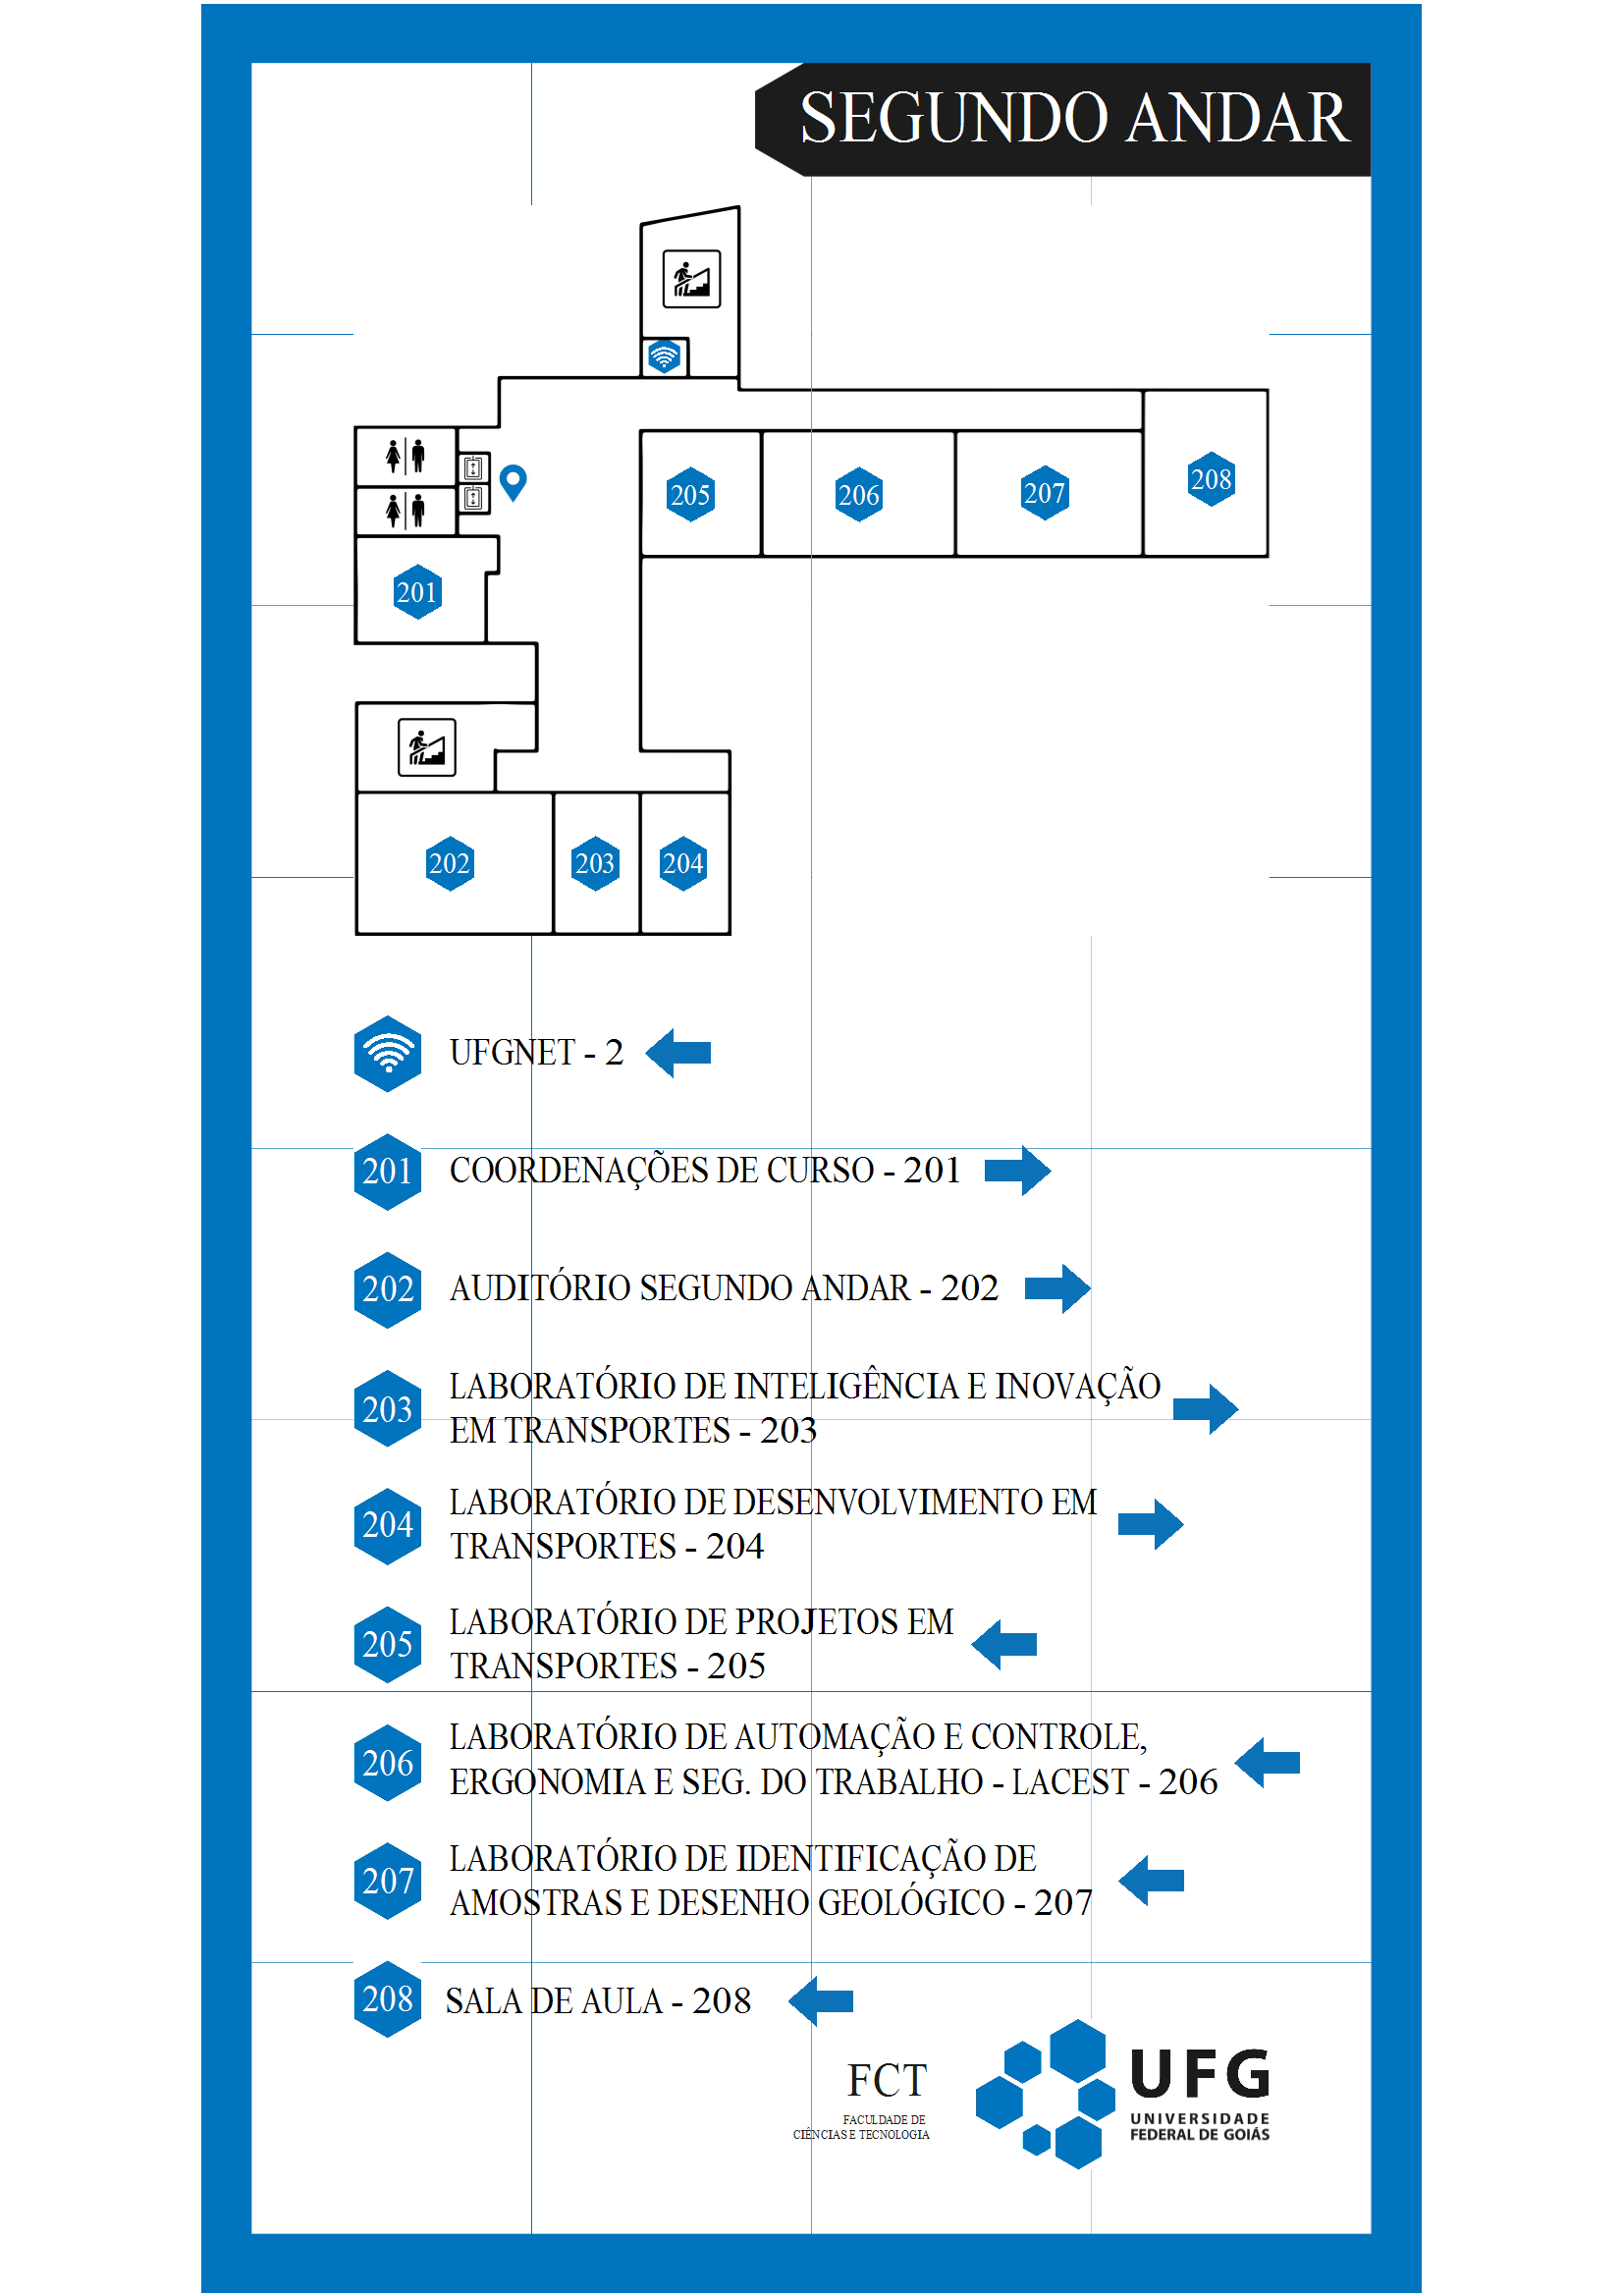 SEGUNDO ANDAR
205
206
207
208
201
202
203
204
UFGNET - 2
201
COORDENAÇÕES DE CURSO - 201
202
AUDITÓRIO SEGUNDO ANDAR - 202
203
LABORATÓRIO DE INTELIGÊNCIA E INOVAÇÃO
EM TRANSPORTES - 203
204
LABORATÓRIO DE DESENVOLVIMENTO EM
TRANSPORTES - 204
205
LABORATÓRIO DE PROJETOS EM
TRANSPORTES - 205
206
LABORATÓRIO DE AUTOMAÇÃO E CONTROLE,
ERGONOMIA E SEG. DO TRABALHO - LACEST - 206
207
LABORATÓRIO DE IDENTIFICAÇÃO DE
AMOSTRAS E DESENHO GEOLÓGICO - 207
208
SALA DE AULA - 208
FCT
FACULDADE DE
CIÊNCIAS E TECNOLOGIA
UFG
UNIVERSIDADE
FEDERAL DE GOIÁS